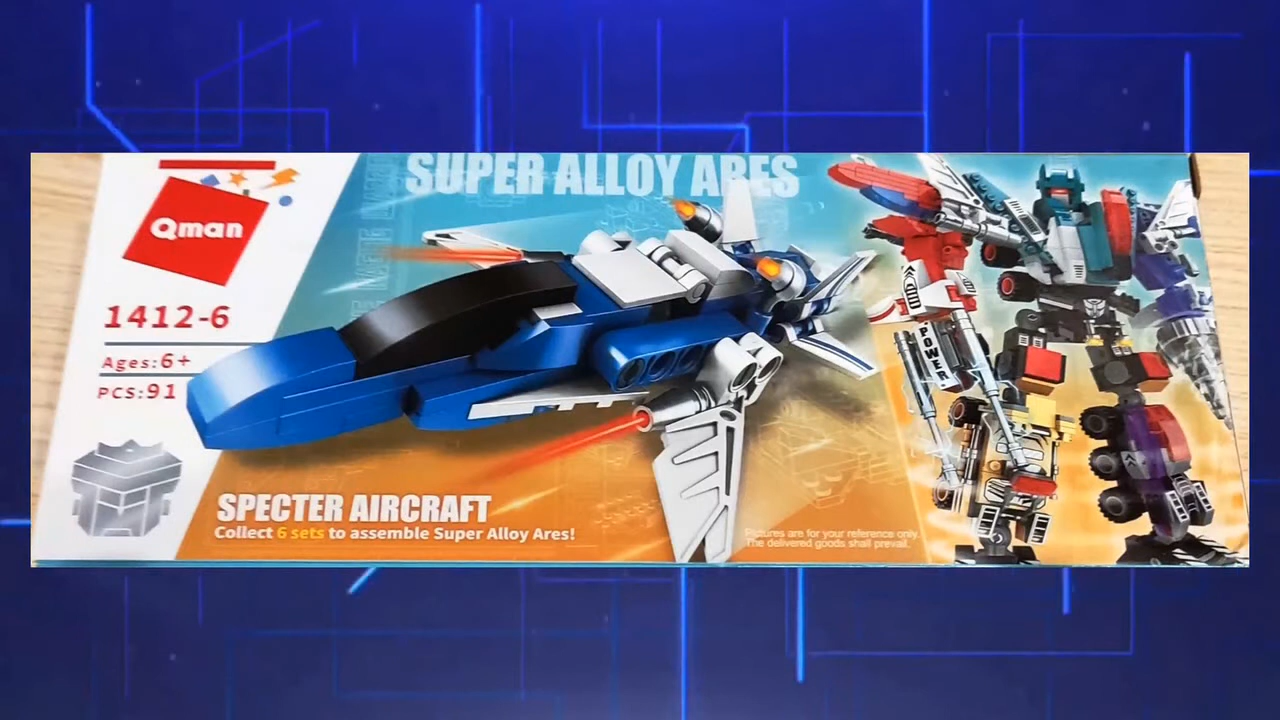 SUPER ALLOY ARES
Qman
1412-6
Ages:6+
PCS:91
POWER
SPECTER AIRCRAFT
Collect 6 sets to assemble Super Alloy Ares!
Pictures are for your reference only.
The delivered goods shall prevail.